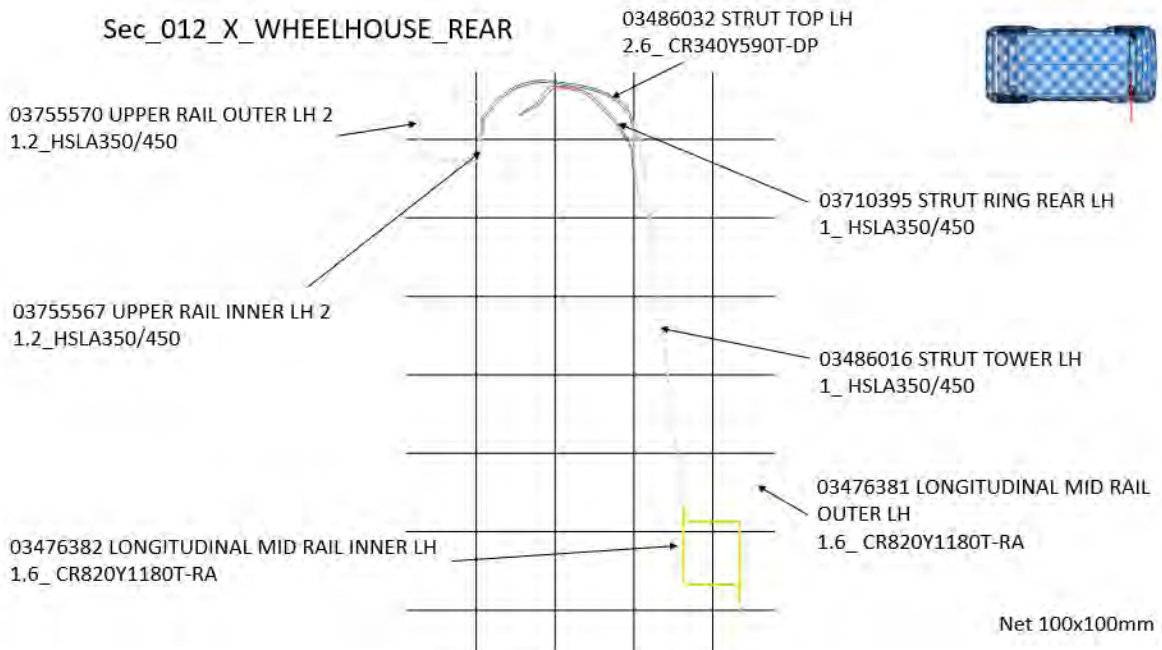 Sec_012_X_WHEELHOUSE_REAR
03486032 STRUT TOP LH
2.6_ CR340Y590T-DP
03755570 UPPER RAIL OUTER LH 2
1.2_HSLA350/450
03710395 STRUT RING REAR LH
1_ HSLA350/450
03755567 UPPER RAIL INNER LH 2
1.2_HSLA350/450
03486016 STRUT TOWER LH
1_ HSLA350/450
03476381 LONGITUDINAL MID RAIL
OUTER LH
1.6_ CR820Y1180T-RA
03476382 LONGITUDINAL MID RAIL INNER LH
1.6_ CR820Y1180T-RA
Net 100x100mm